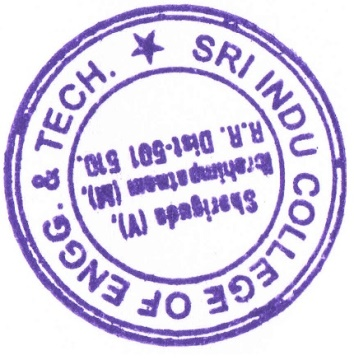 SRI INDU COLLEGE OF ENGG. & TECH. ★
Sheriguda (V),
Ibrahimpatnam (M),
R.R. Dist-501 510.